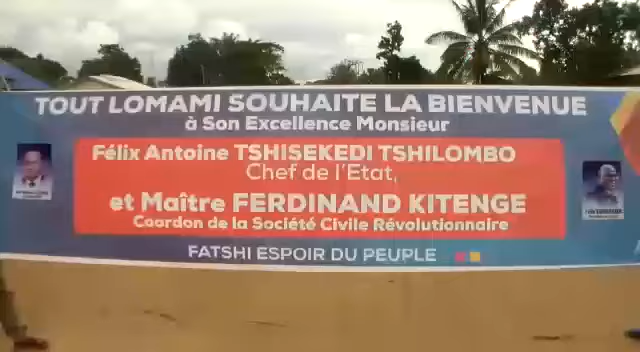 TOUT LOMAMI SOUHAITE LA BIENVENUE
à Son Excellence Monsieur
Félix Antoine TSHISEKEDI TSHILOMBO
Chef de l'Etat,
et Maître FERDINAND KITENGE
Coordon de la Société Civile Révolutionnaire
FATSHI ESPOIR DU PEUPLE